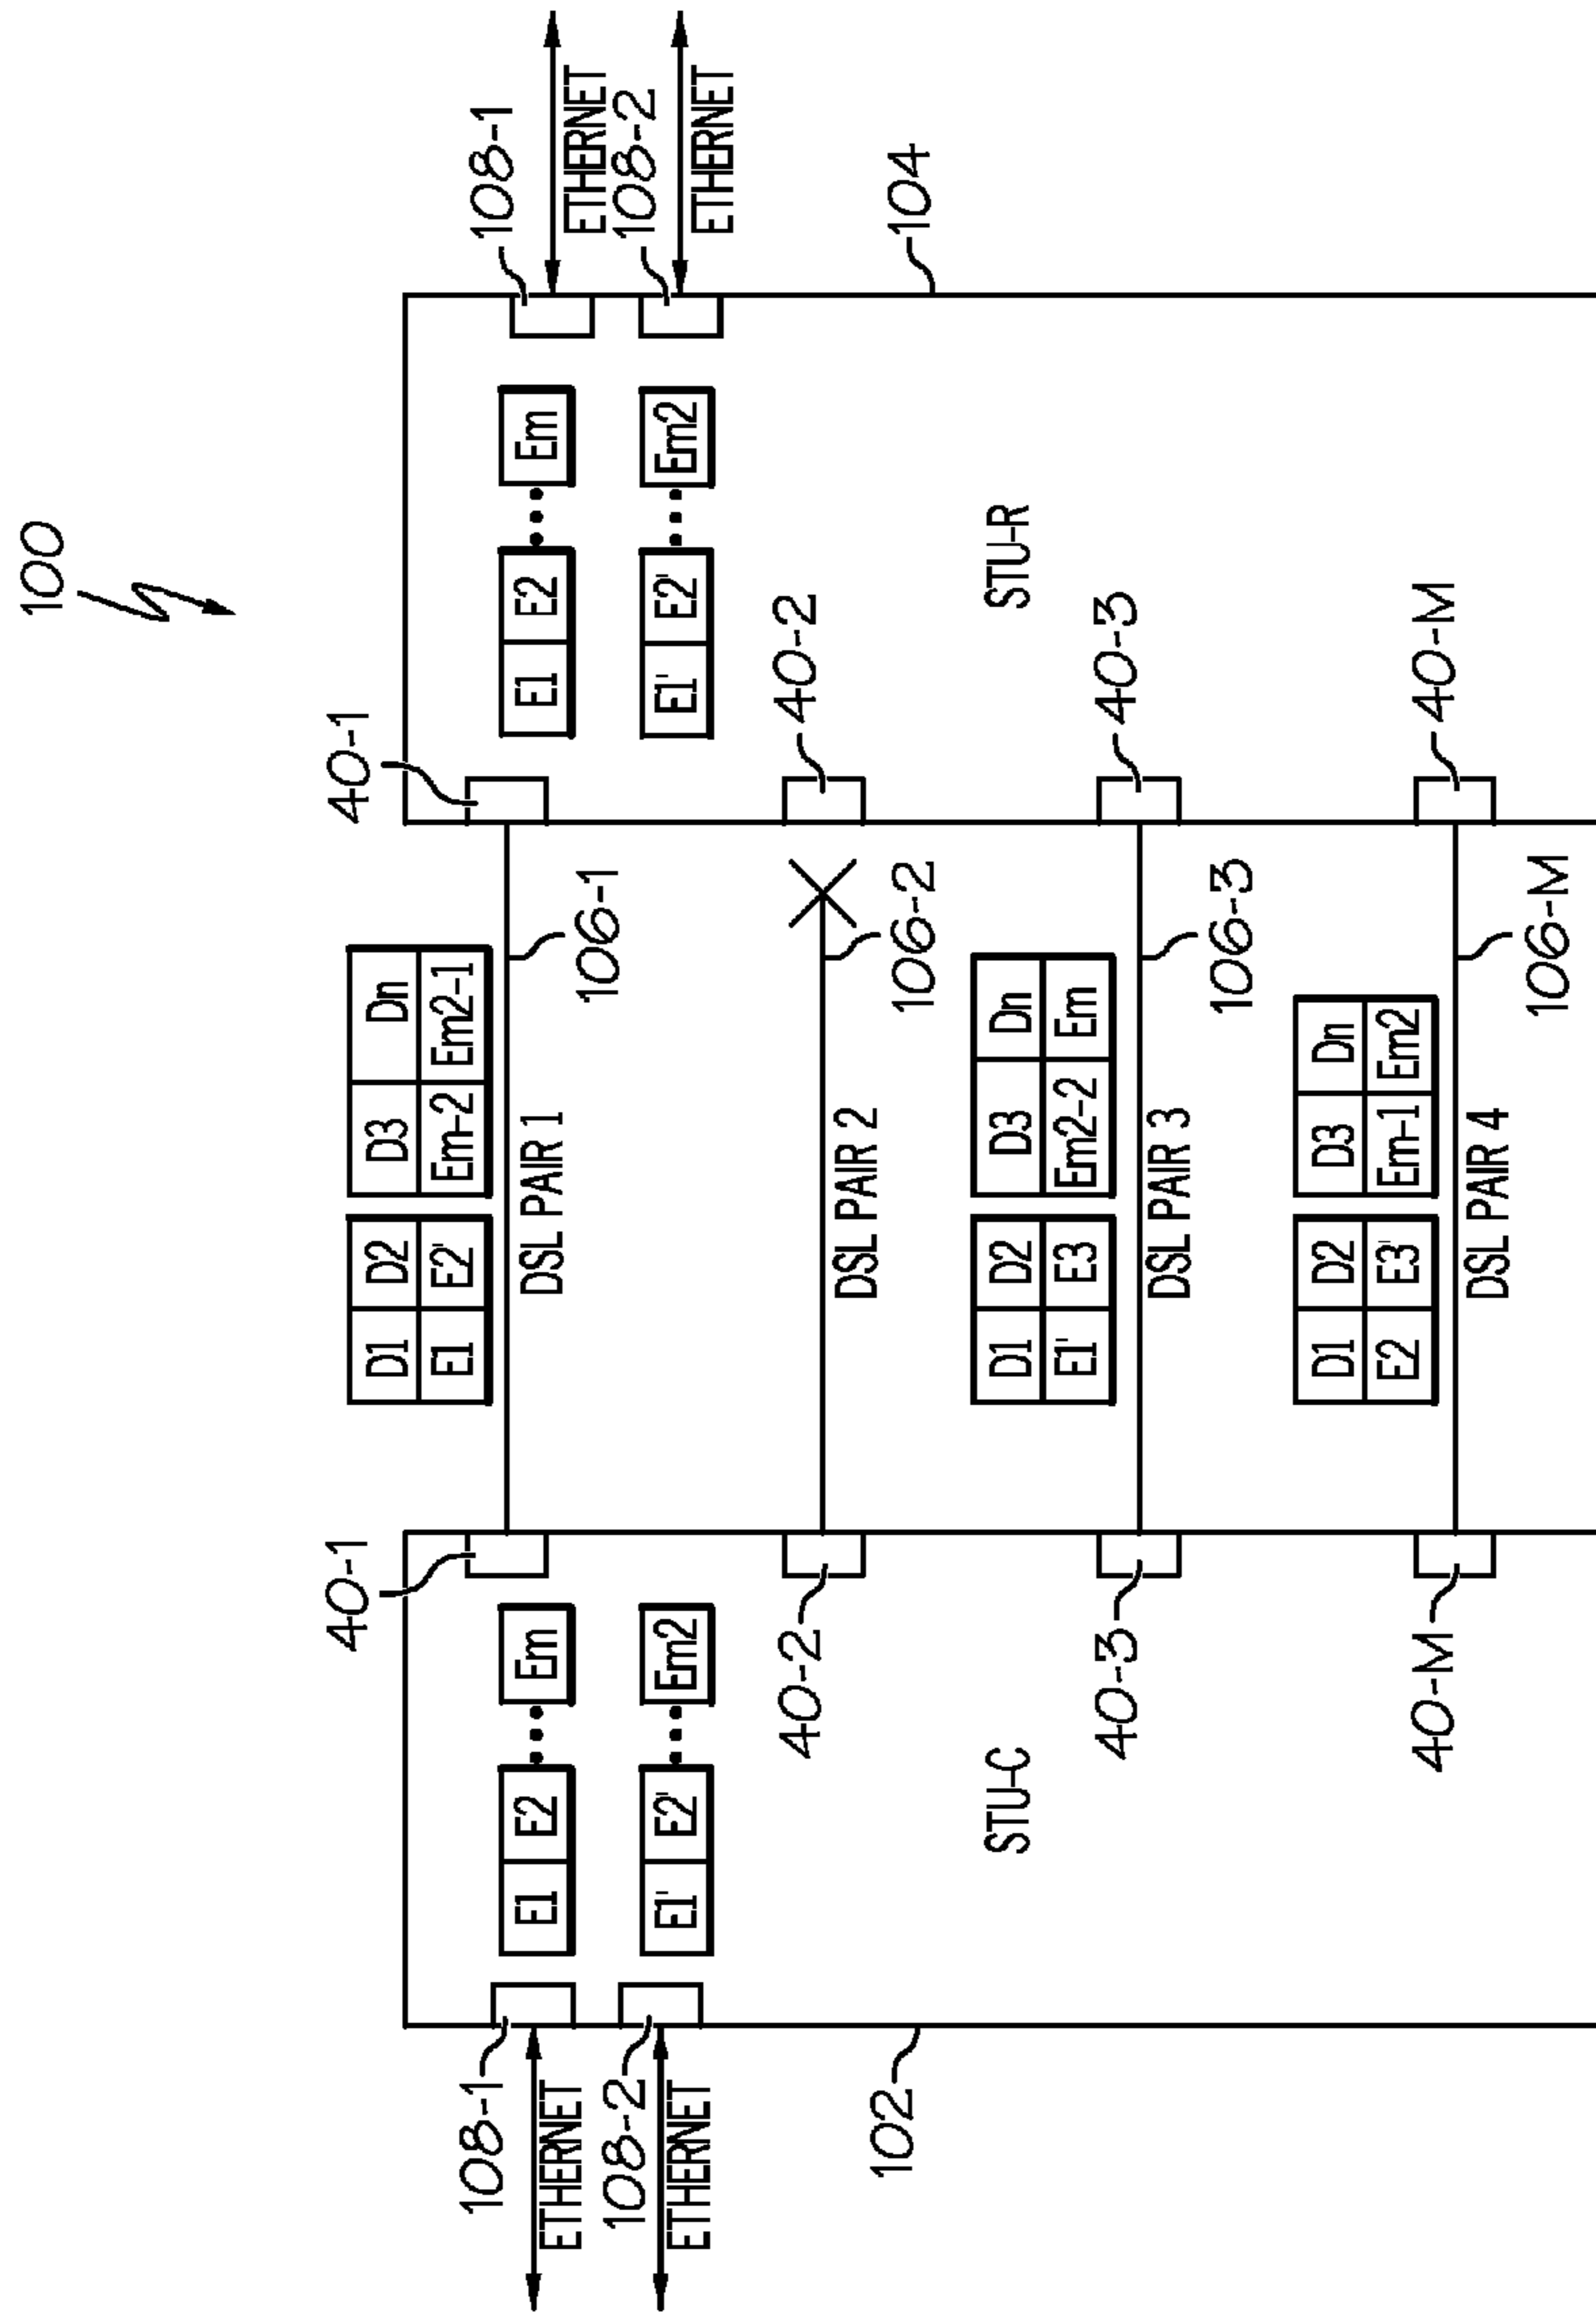 100
40-1
40-1
D1 D2 D3 Dn
E1 E2' Em-2 Em2-1
108-1
108-1
ETHERNET
E1 E2 Em
E1 E2 Em
ETHERNET
DSL PAIR 1
106-1
108-2
108-2
ETHERNET
E1' E2' Em2
E1' E2' Em2
ETHERNET
40-2
DSL PAIR 2
40-2
102
106-2
104
STU-C
D1 D2 D3 Dn
STU-R
E1' E3 Em2-2 Em
40-3
DSL PAIR 3
40-3
106-3
D1 D2 D3 Dn
E2 E3' Em-1 Em2
40-M
DSL PAIR 4
40-M
106-M